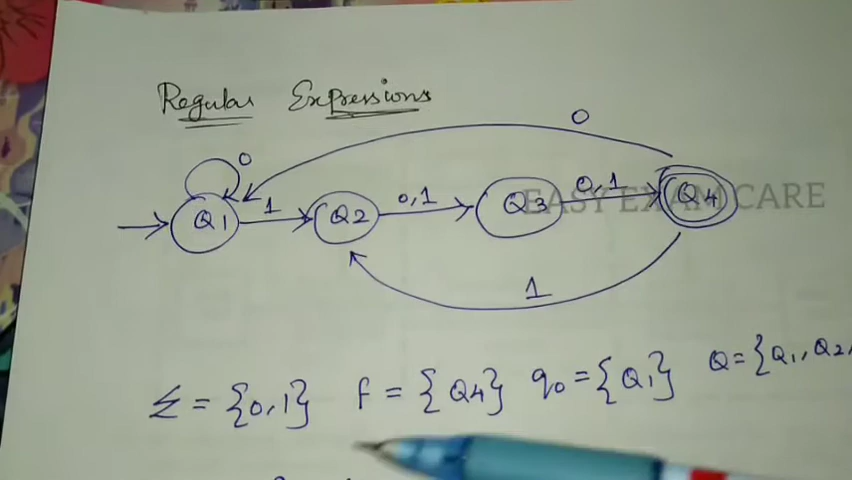 Regular Expressions
0
0
Q1 1 Q2 0,1 Q3 0,1 Q4
EASY EXAM CARE
1
Σ = {0,1} f = {Q4} q0 = {Q1} Q = {Q1, Q2,